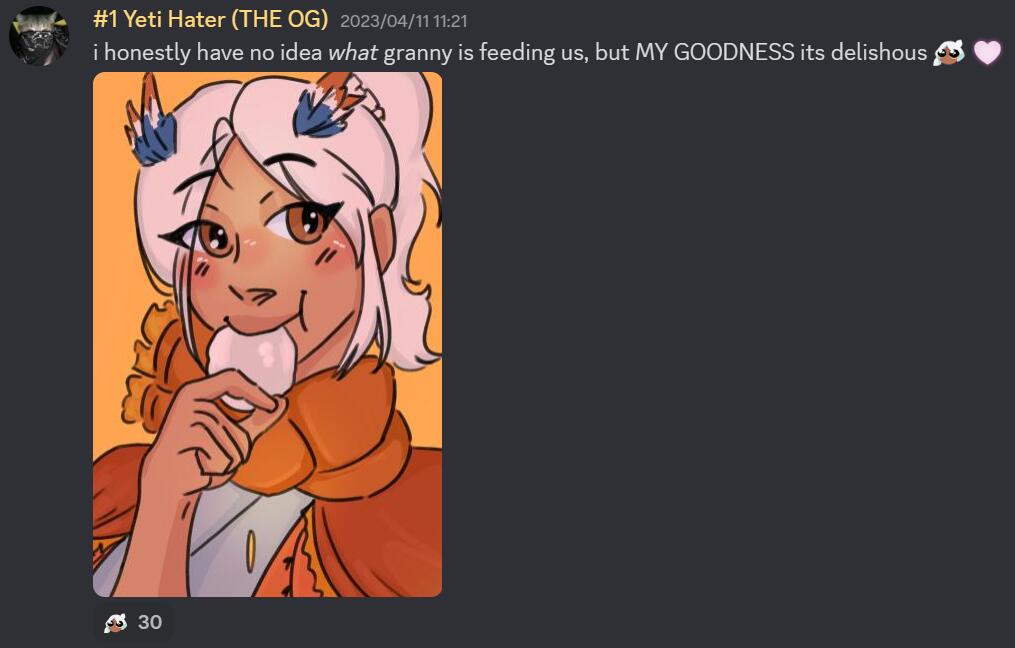 #1 Yeti Hater (THE OG) 2023/04/11 11:21
i honestly have no idea what granny is feeding us, but MY GOODNESS its delishous
30